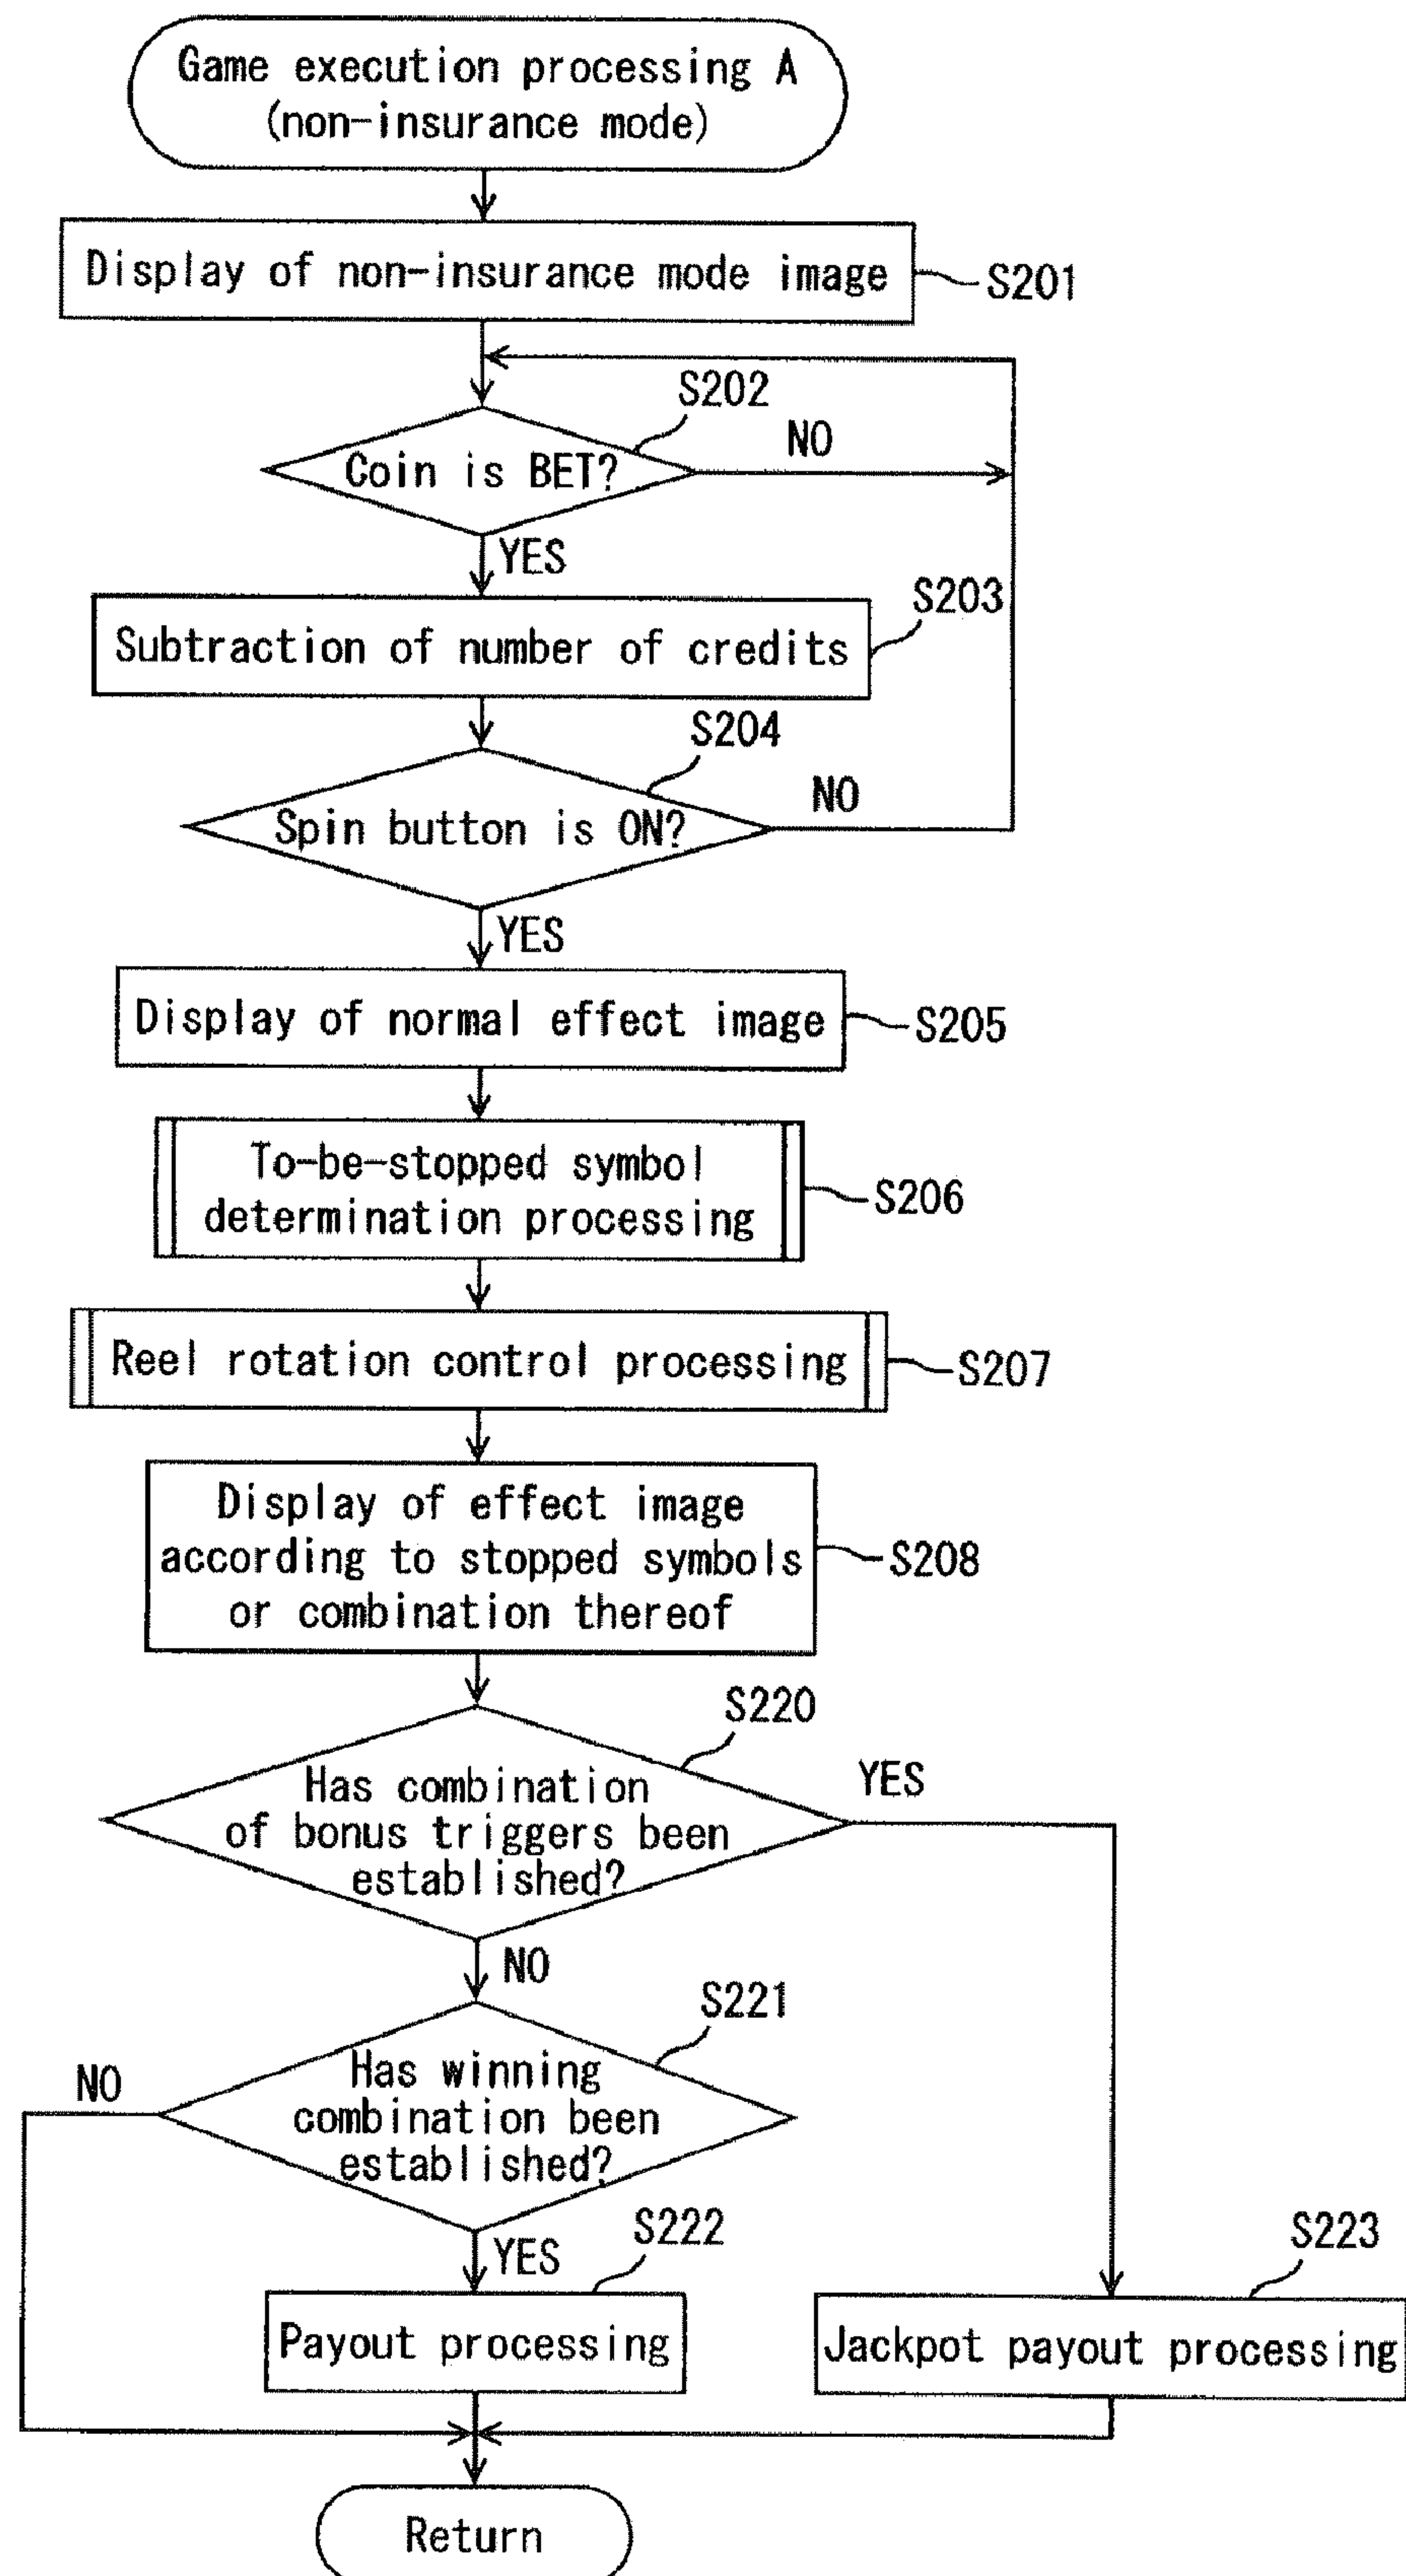 Game execution processing A
(non-insurance mode)
Display of non-insurance mode image
S201
S202
Coin is BET?
NO
YES
S203
Subtraction of number of credits
S204
Spin button is ON?
NO
YES
Display of normal effect image
S205
To-be-stopped symbol
determination processing
S206
Reel rotation control processing
S207
Display of effect image
according to stopped symbols
or combination thereof
S208
S220
Has combination
of bonus triggers been
established?
YES
NO
S221
Has winning
combination been
established?
NO
YES
S222
Payout processing
S223
Jackpot payout processing
Return